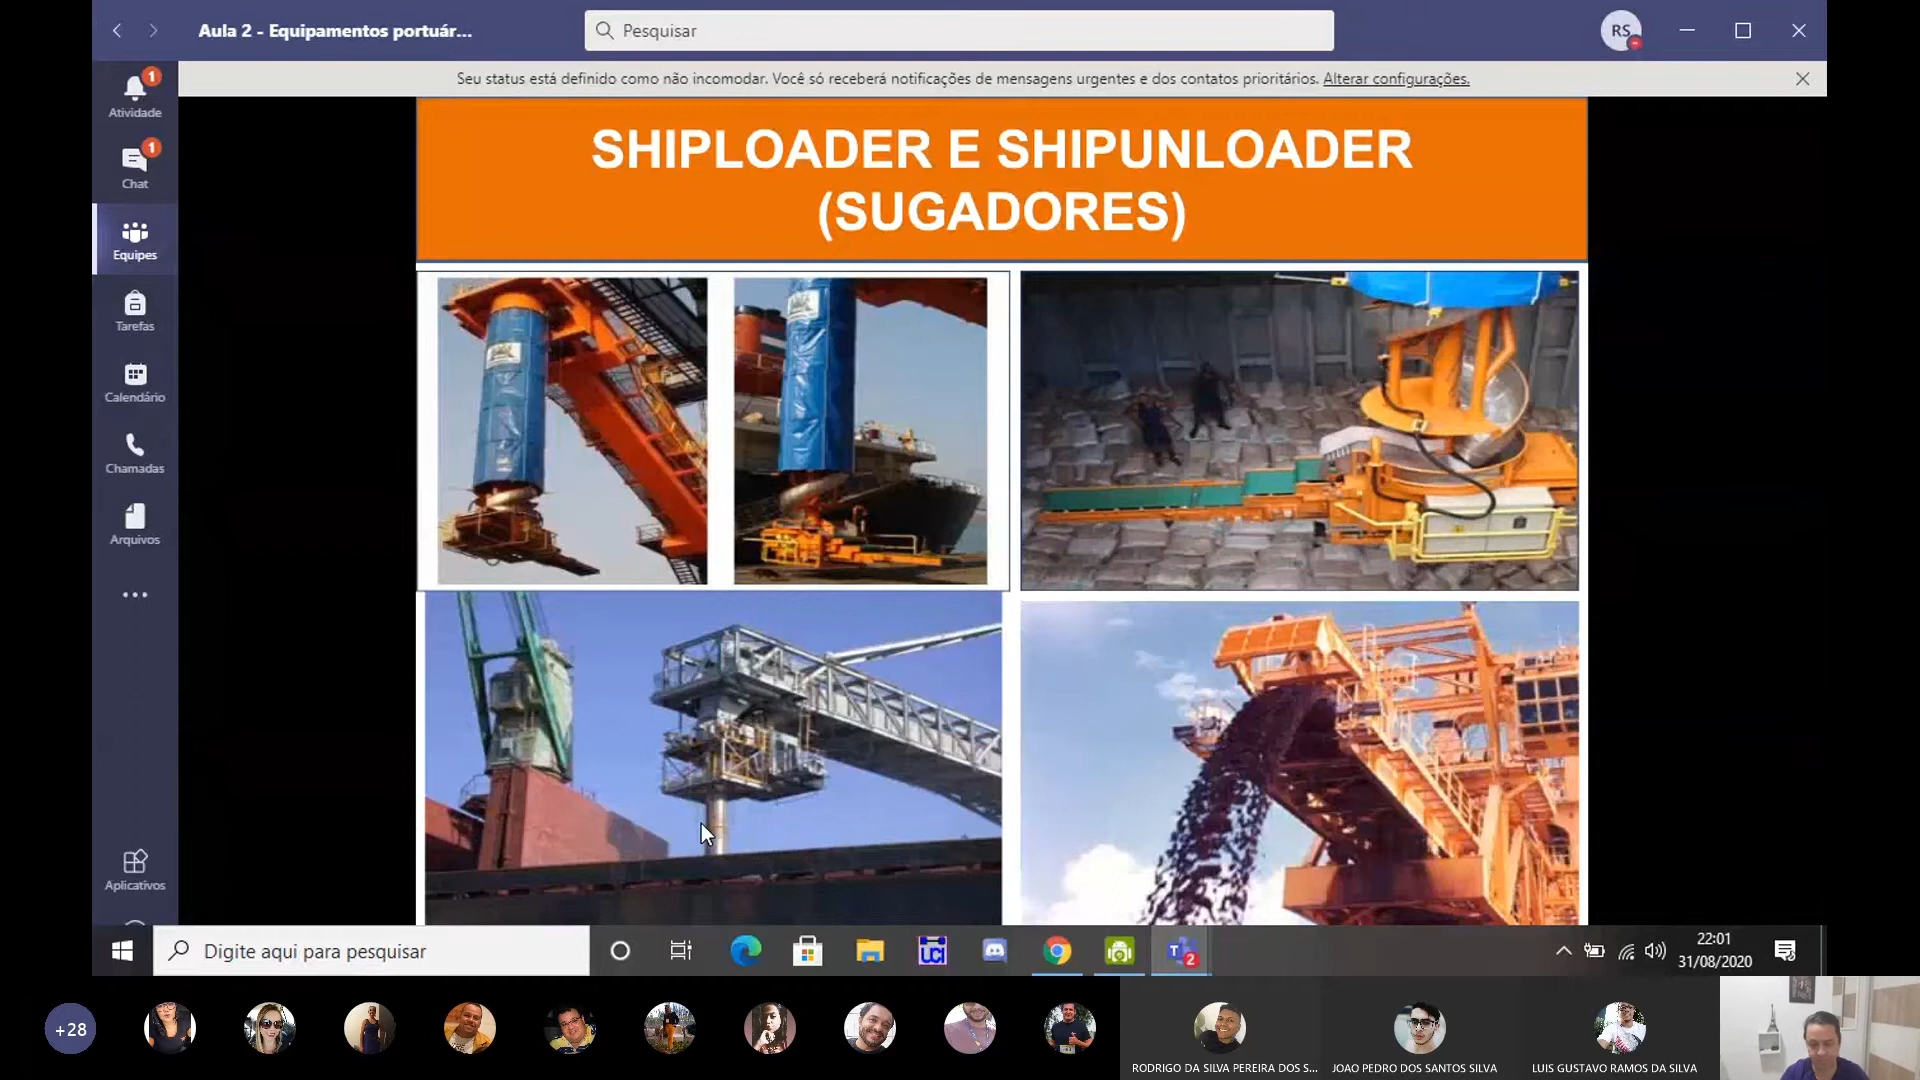 Aula 2 - Equipamentos portuár...
Pesquisar
RS
Seu status está definido como não incomodar. Você só receberá notificações de mensagens urgentes e dos contatos prioritários. Alterar configurações.
1
Atividade
1
Chat
Equipes
Tarefas
Calendário
Chamadas
Arquivos
Aplicativos
SHIPLOADER E SHIPUNLOADER
(SUGADORES)
Digite aqui para pesquisar
UCI
T
2
22:01
31/08/2020
+28
RODRIGO DA SILVA PEREIRA DOS S...
JOAO PEDRO DOS SANTOS SILVA
LUIS GUSTAVO RAMOS DA SILVA